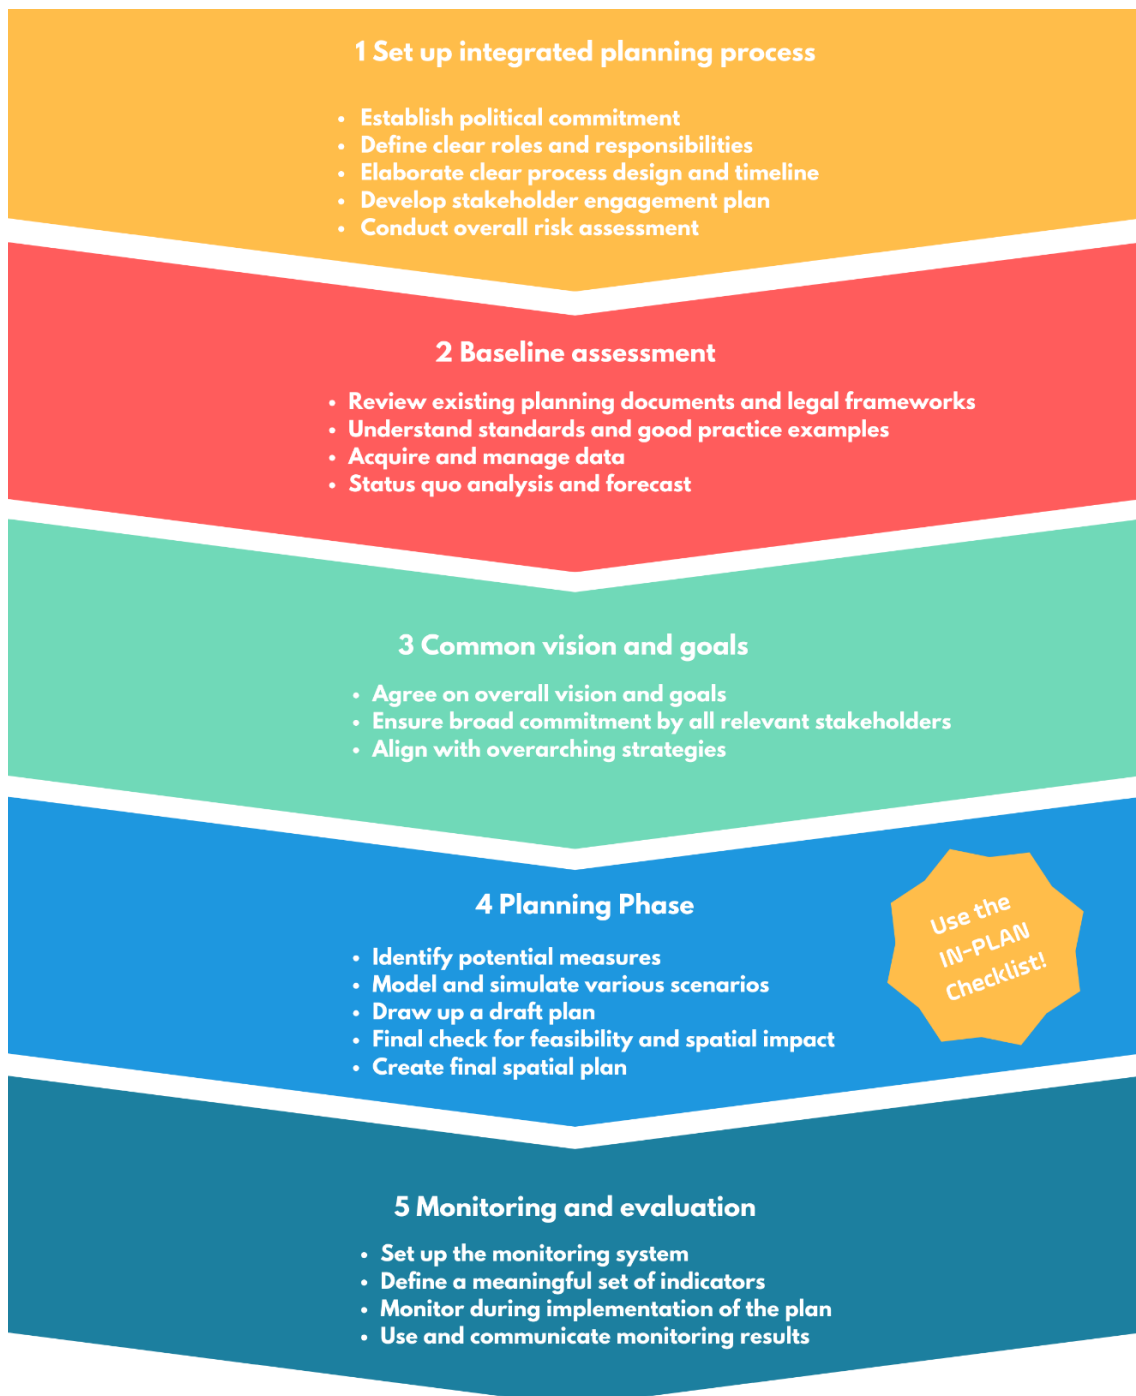 1 Set up integrated planning process
• Establish political commitment
• Define clear roles and responsibilities
• Elaborate clear process design and timeline
• Develop stakeholder engagement plan
• Conduct overall risk assessment
2 Baseline assessment
• Review existing planning documents and legal frameworks
• Understand standards and good practice examples
• Acquire and manage data
• Status quo analysis and forecast
3 Common vision and goals
• Agree on overall vision and goals
• Ensure broad commitment by all relevant stakeholders
• Align with overarching strategies
4 Planning Phase
• Identify potential measures
• Model and simulate various scenarios
• Draw up a draft plan
• Final check for feasibility and spatial impact
• Create final spatial plan
Use the
IN-PLAN
Checklist!
5 Monitoring and evaluation
• Set up the monitoring system
• Define a meaningful set of indicators
• Monitor during implementation of the plan
• Use and communicate monitoring results